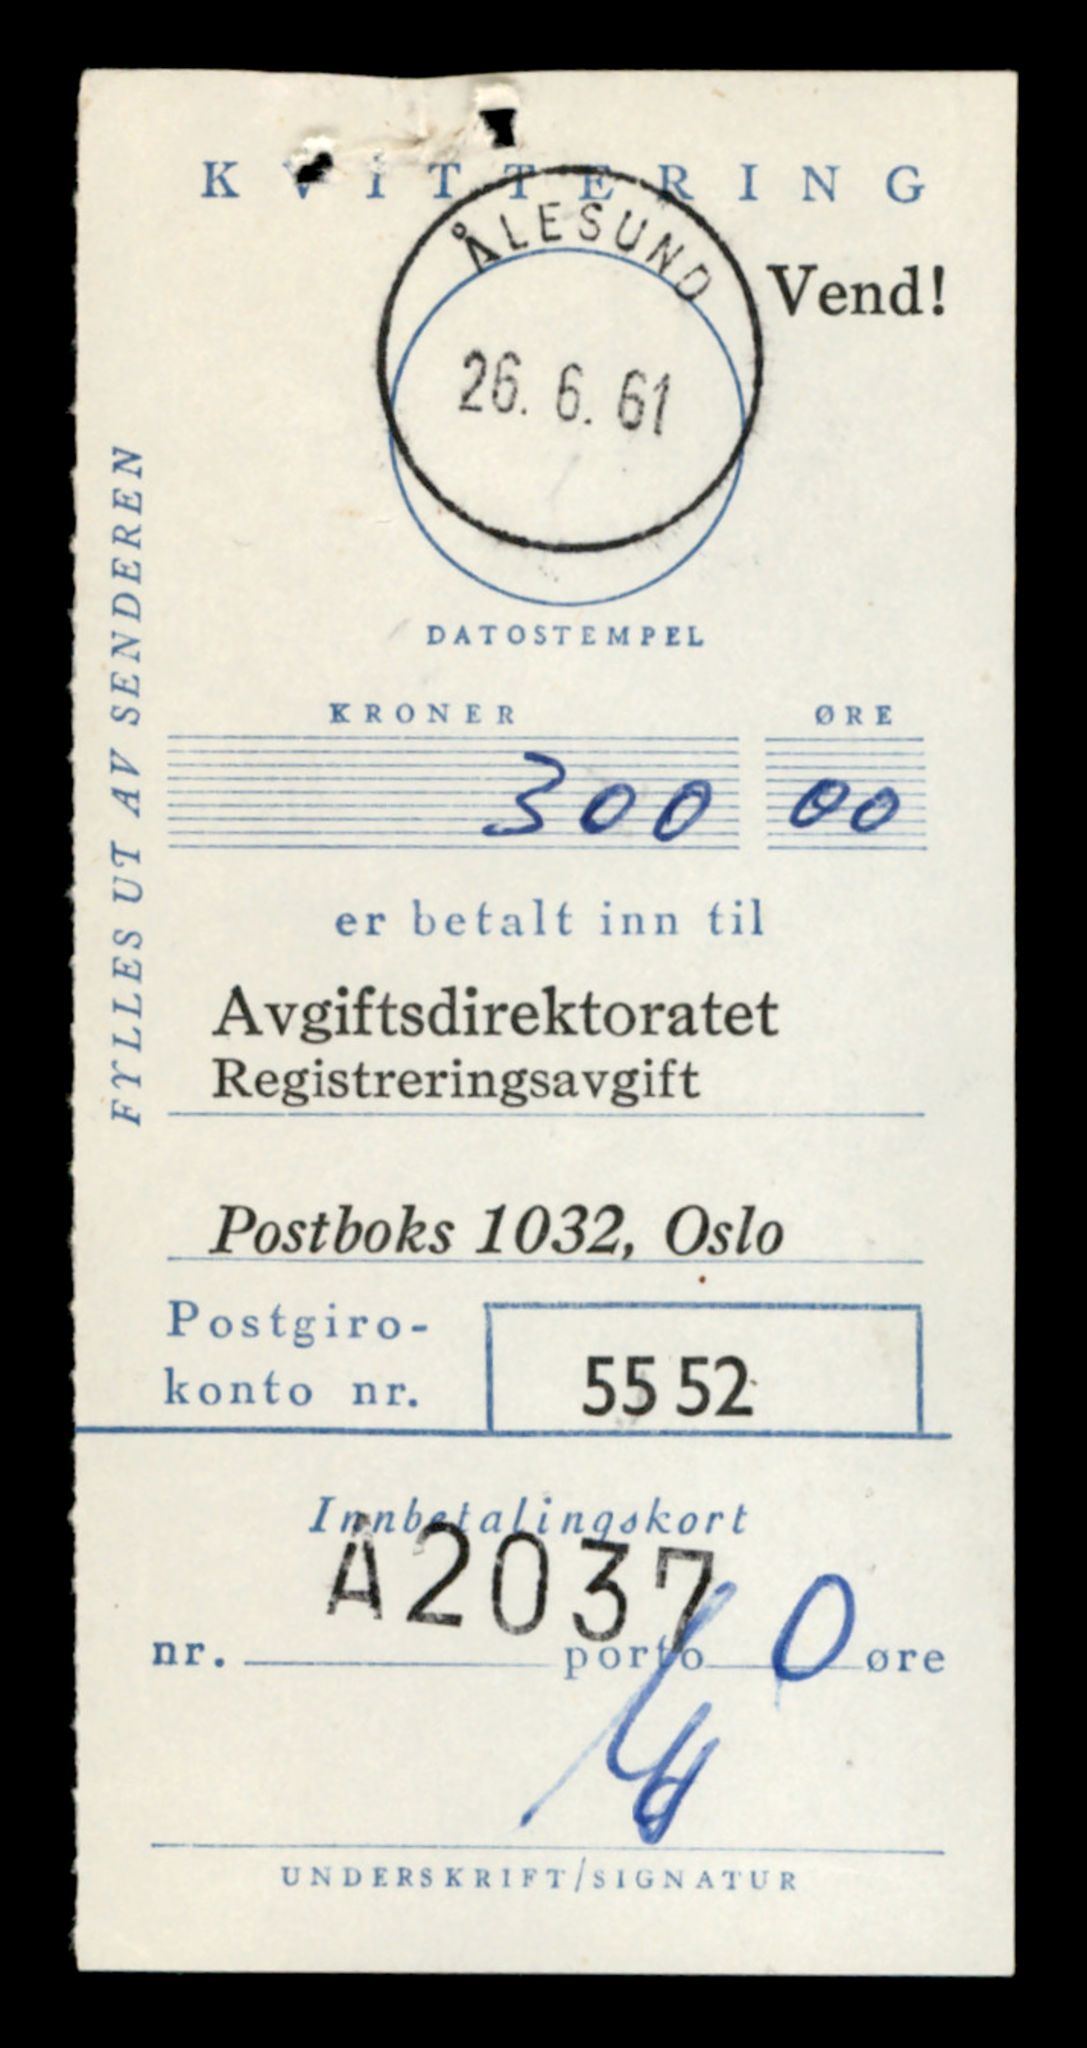 KVITTERING
ÅLESUND
Vend!
26. 6. 61
DATOSTEMPEL
FYLLES UT AV SENDEREN
KRONER ØRE
300 00
er betalt inn til
Avgiftsdirektoratet
Registreringsavgift
Postboks 1032, Oslo
Postgiro-
konto nr. 55 52
Innbetalingskort
A2037
nr. porto 0 øre
UNDERSKRIFT/SIGNATUR